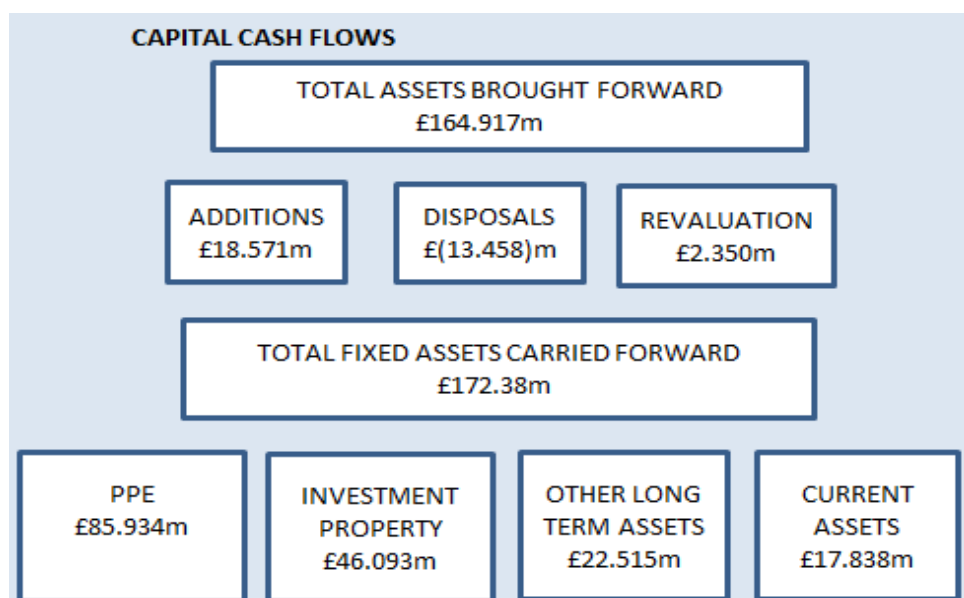 CAPITAL CASH FLOWS
TOTAL ASSETS BROUGHT FORWARD
£164.917m
ADDITIONS
£18.571m
DISPOSALS
£(13.458)m
REVALUATION
£2.350m
TOTAL FIXED ASSETS CARRIED FORWARD
£172.38m
PPE
£85.934m
INVESTMENT
PROPERTY
£46.093m
OTHER LONG
TERM ASSETS
£22.515m
CURRENT
ASSETS
£17.838m